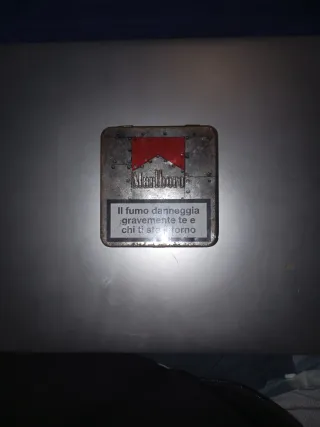 Marlboro
Il fumo danneggia
gravemente te e
chi ti sta intorno